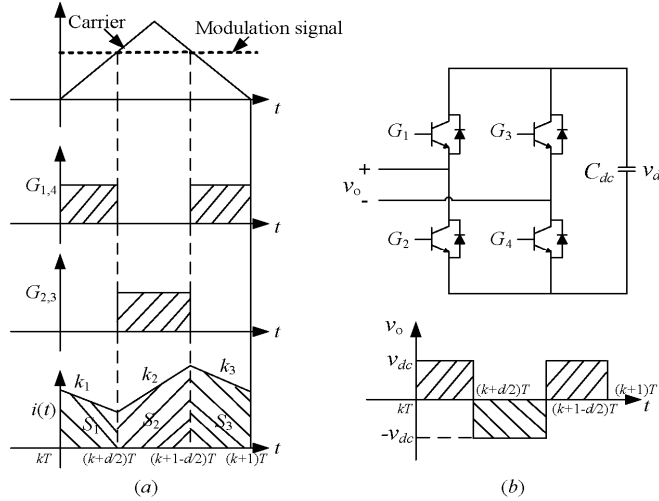 Carrier
Modulation signal
t
G1,4
t
G2,3
t
k1
k2
k3
i(t)
S1
S2
S3
t
kT
(k+d/2)T
(k+1-d/2)T
(k+1)T
(a)
G1
G3
+
vo
-
Cdc
vd
G2
G4
vo
vdc
(k+d/2)T
(k+1)T
kT
(k+1-d/2)T
t
-vdc
(b)